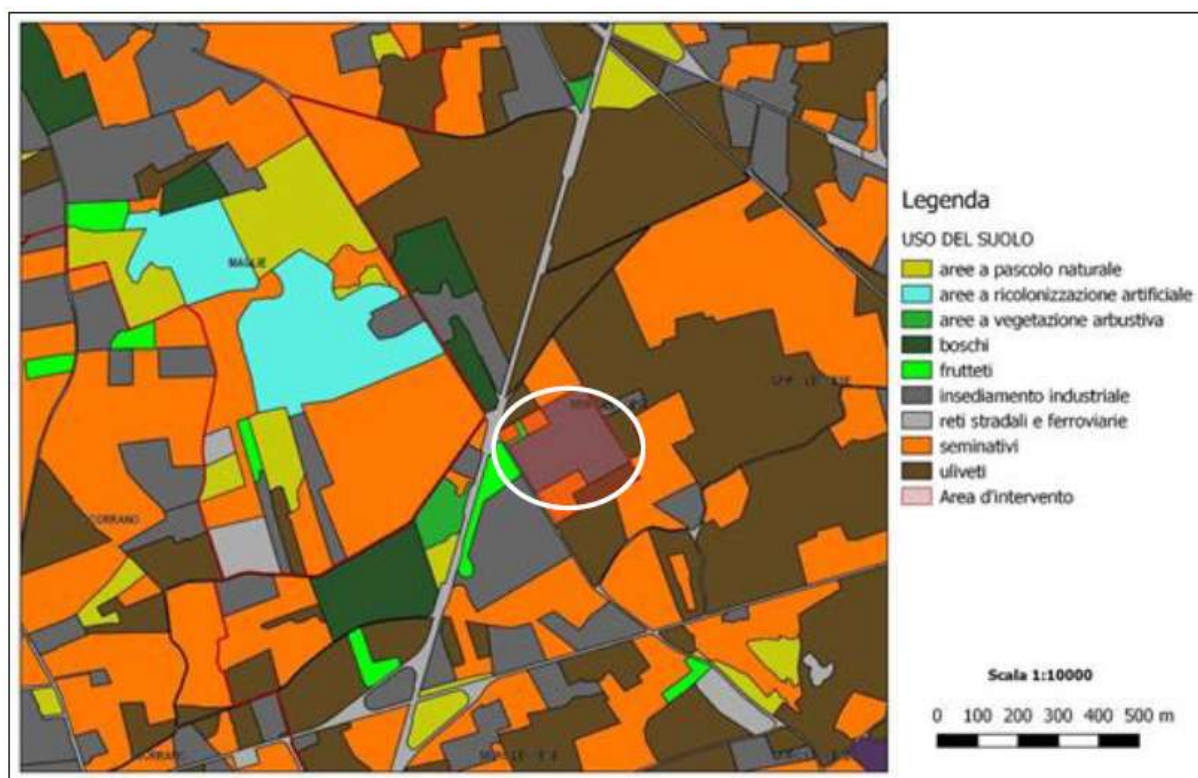 MAGLIE
Legenda
USO DEL SUOLO
aree a pascolo naturale
aree a ricolonizzazione artificiale
aree a vegetazione arbustiva
boschi
frutteti
insediamento industriale
reti stradali e ferroviarie
seminativi
uliveti
Area d'intervento
Scala 1:10000
0 100 200 300 400 500 m